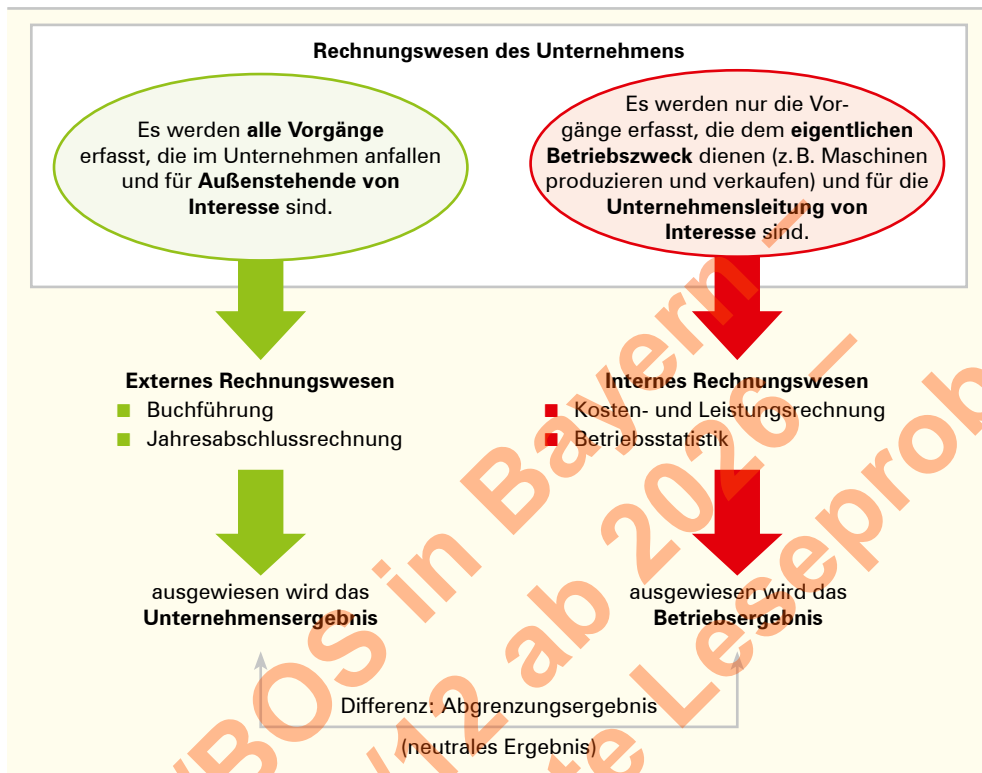 Rechnungswesen des Unternehmens
Es werden alle Vorgänge
erfasst, die im Unternehmen anfallen
und für Außenstehende von
Interesse sind.
Es werden nur die Vor-
gänge erfasst, die dem eigentlichen
Betriebszweck dienen (z.B. Maschinen
produzieren und verkaufen) und für die
Unternehmensleitung von
Interesse sind.
Externes Rechnungswesen
Buchführung
Jahresabschlussrechnung
Internes Rechnungswesen
Kosten- und Leistungsrechnung
Betriebsstatistik
ausgewiesen wird das
Unternehmensergebnis
ausgewiesen wird das
Betriebsergebnis
Differenz: Abgrenzungsergebnis
(neutrales Ergebnis)
/BOS in Bayern –
/12 ab 2026 –
te Leseprob